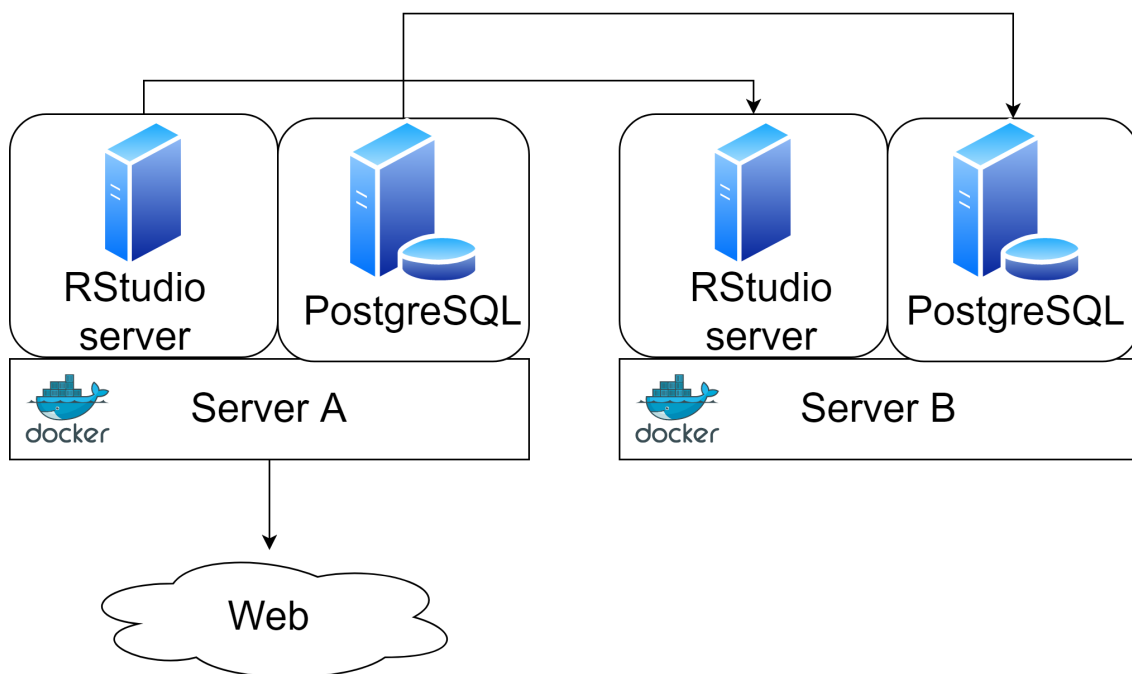 RStudio
server
PostgreSQL
RStudio
server
PostgreSQL
docker
Server A
docker
Server B
Web